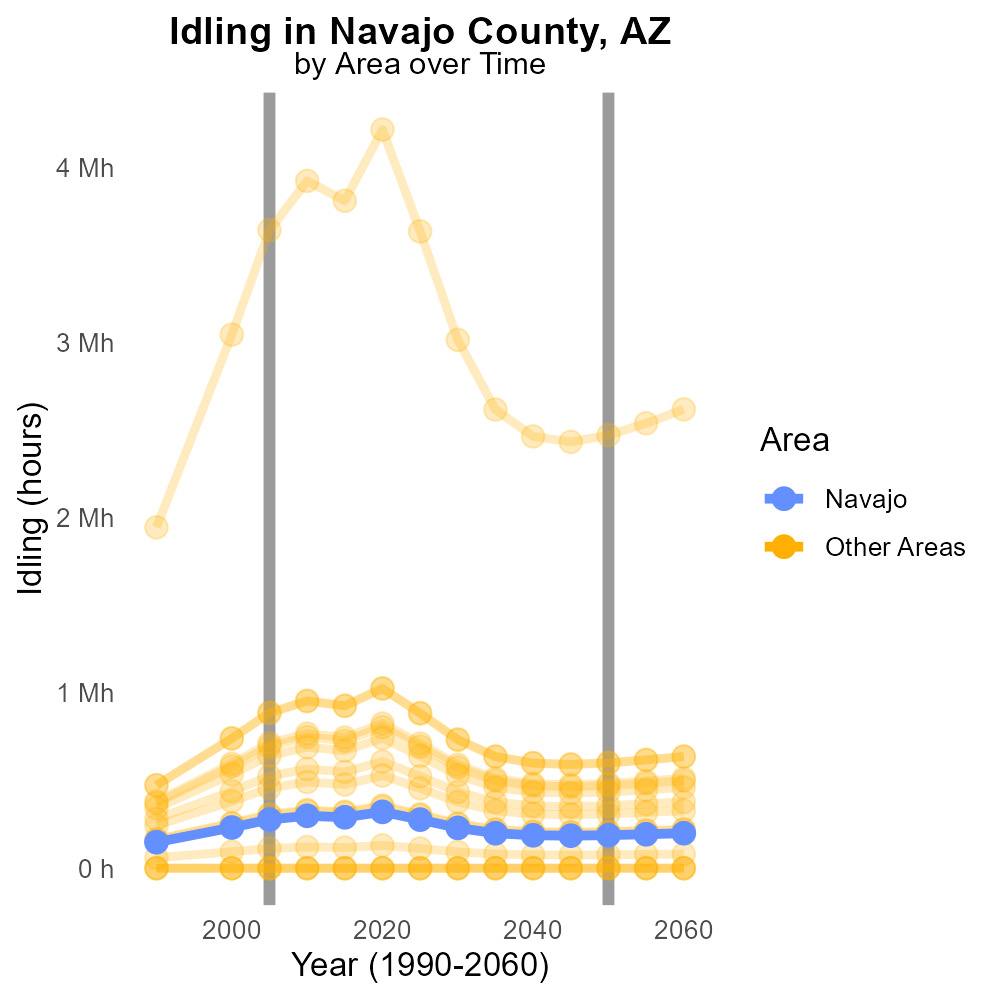 Idling in Navajo County, AZ
by Area over Time
4 Mh
3 Mh
2 Mh
1 Mh
0 h
Idling (hours)
2000 2020 2040 2060
Year (1990-2060)
Area
Navajo
Other Areas